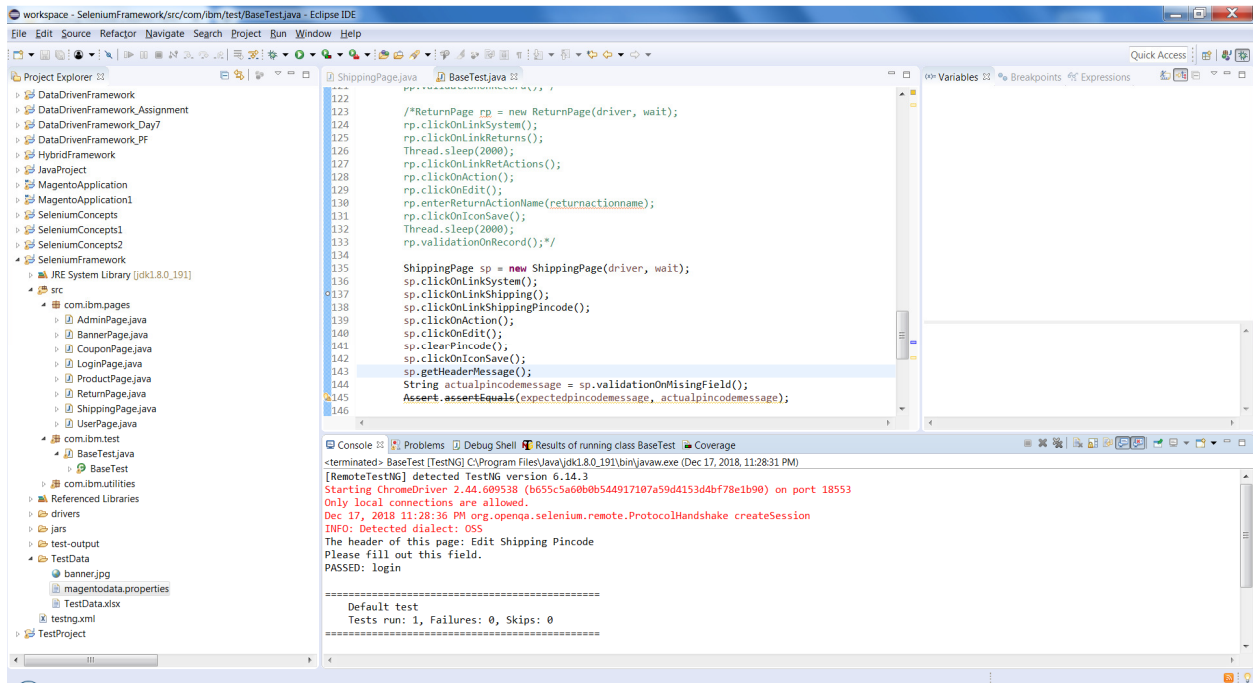 workspace - SeleniumFramework/src/com/ibm/test/BaseTest.java - Eclipse IDE
File Edit Source Refactor Navigate Search Project Run Window Help
Quick Access
Project Explorer
DataDrivenFramework
DataDrivenFramework_Assignment
DataDrivenFramework_Day7
DataDrivenFramework_PF
HybridFramework
JavaProject
MagentoApplication
MagentoApplication1
SeleniumConcepts
SeleniumConcepts1
SeleniumConcepts2
SeleniumFramework
JRE System Library [jdk1.8.0_191]
src
com.ibm.pages
AdminPage.java
BannerPage.java
CouponPage.java
LoginPage.java
ProductPage.java
ReturnPage.java
ShippingPage.java
UserPage.java
com.ibm.test
BaseTest.java
BaseTest
com.ibm.utilities
Referenced Libraries
drivers
jars
test-output
TestData
banner.jpg
magentodata.properties
TestData.xlsx
testng.xml
TestProject
ShippingPage.java BaseTest.java
121 pp.validationOnRecord(); */
122
123 /*ReturnPage rp = new ReturnPage(driver, wait);
124 rp.clickOnLinkSystem();
125 rp.clickOnLinkReturns();
126 Thread.sleep(2000);
127 rp.clickOnLinkRetActions();
128 rp.clickOnAction();
129 rp.clickOnEdit();
130 rp.enterReturnActionName(returnactionname);
131 rp.clickOnIconSave();
132 Thread.sleep(2000);
133 rp.validationOnRecord();*/
134
135 ShippingPage sp = new ShippingPage(driver, wait);
136 sp.clickOnLinkSystem();
137 sp.clickOnLinkShipping();
138 sp.clickOnLinkShippingPincode();
139 sp.clickOnAction();
140 sp.clickOnEdit();
141 sp.clearPincode();
142 sp.clickOnIconSave();
143 sp.getHeaderMessage();
144 String actualpincodemessage = sp.validationOnMisingField();
145 Assert.assertEquals(expectedpincodemessage, actualpincodemessage);
146
Variables Breakpoints Expressions
Console Problems Debug Shell Results of running class BaseTest Coverage
<terminated> BaseTest [TestNG] C:\Program Files\Java\jdk1.8.0_191\bin\javaw.exe (Dec 17, 2018, 11:28:31 PM)
[RemoteTestNG] detected TestNG version 6.14.3
Starting ChromeDriver 2.44.609538 (b655c5a60b0b544917107a59d4153d4bf78e1b90) on port 18553
Only local connections are allowed.
Dec 17, 2018 11:28:36 PM org.openqa.selenium.remote.ProtocolHandshake createSession
INFO: Detected dialect: OSS
The header of this page: Edit Shipping Pincode
Please fill out this field.
PASSED: login
===============================================
Default test
Tests run: 1, Failures: 0, Skips: 0
===============================================